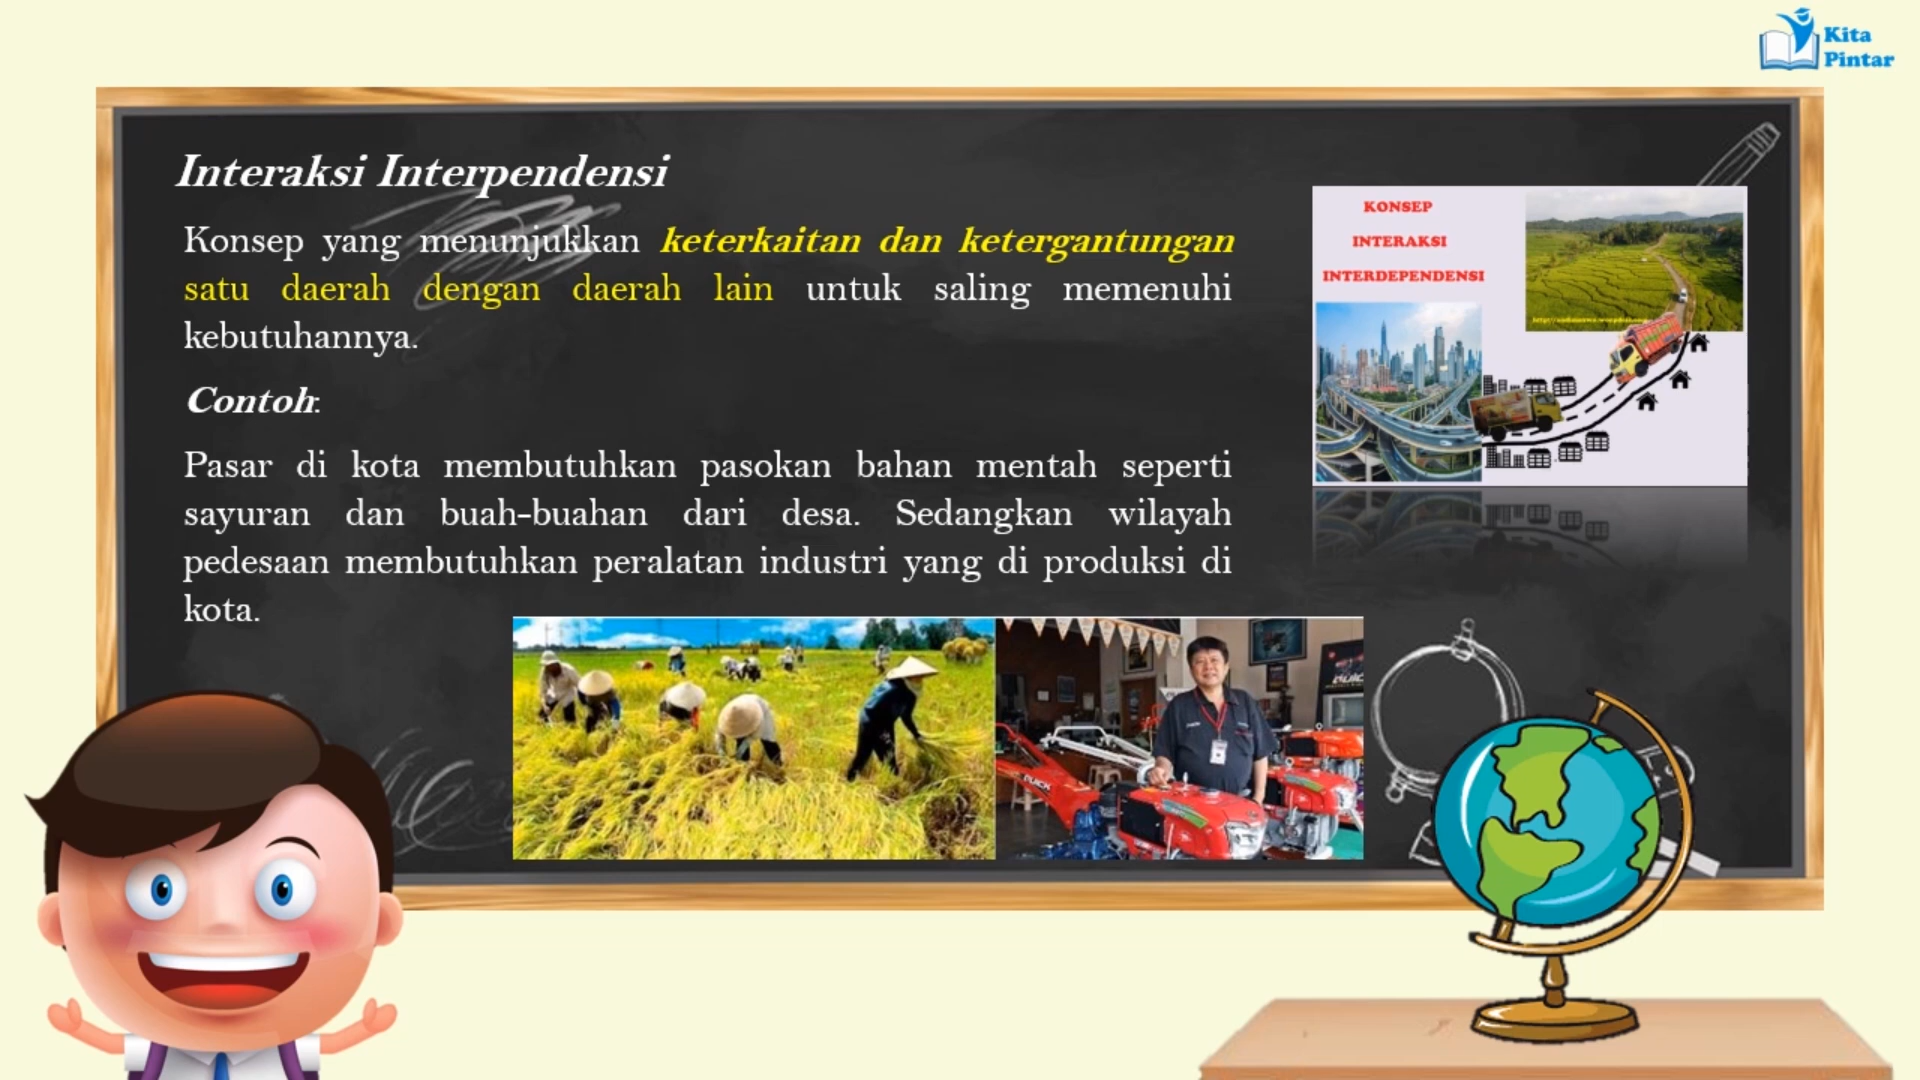 Kita
Pintar
Interaksi Interpendensi
Konsep yang menunjukkan keterkaitan dan ketergantungan
satu daerah dengan daerah lain untuk saling memenuhi
kebutuhannya.
Contoh:
Pasar di kota membutuhkan pasokan bahan mentah seperti
sayuran dan buah-buahan dari desa. Sedangkan wilayah
pedesaan membutuhkan peralatan industri yang di produksi di
kota.
KONSEP
INTERAKSI
INTERDEPENDENSI
QUICK